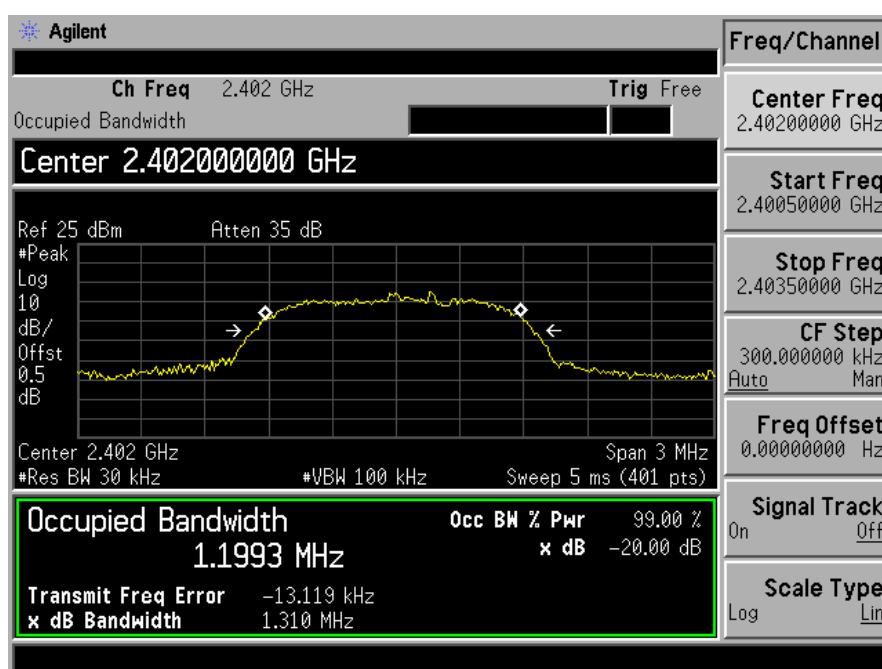 Agilent
Freq/Channel
Ch Freq 2.402 GHz Trig Free
Occupied Bandwidth
Center 2.402000000 GHz
Ref 25 dBm Atten 35 dB
#Peak
Log
10
dB/
Offst
0.5
dB
Center 2.402 GHz Span 3 MHz
#Res BW 30 kHz #VBW 100 kHz Sweep 5 ms (401 pts)
Occupied Bandwidth
1.1993 MHz
Occ BW % Pwr 99.00 %
x dB -20.00 dB
Transmit Freq Error -13.119 kHz
x dB Bandwidth 1.310 MHz
Center Freq
2.40200000 GHz
Start Freq
2.40050000 GHz
Stop Freq
2.40350000 GHz
CF Step
300.000000 kHz
Auto Man
Freq Offset
0.00000000 Hz
Signal Track
On Off
Scale Type
Log Lin